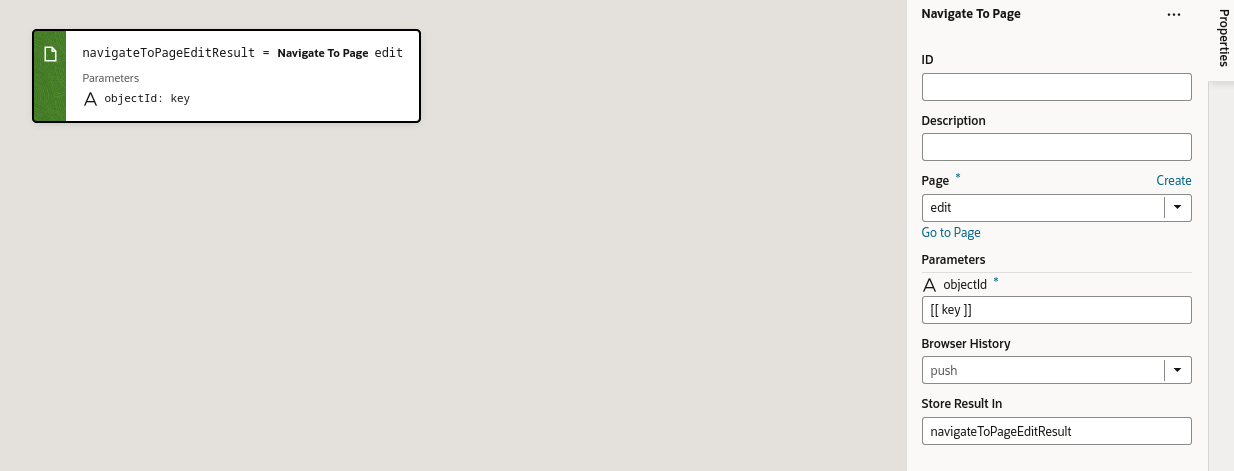 navigateToPageEditResult = Navigate To Page edit
Parameters
objectId: key
Navigate To Page
Properties
ID
Description
Page *
Create
edit
Go to Page
Parameters
objectId *
[[ key ]]
Browser History
push
Store Result In
navigateToPageEditResult